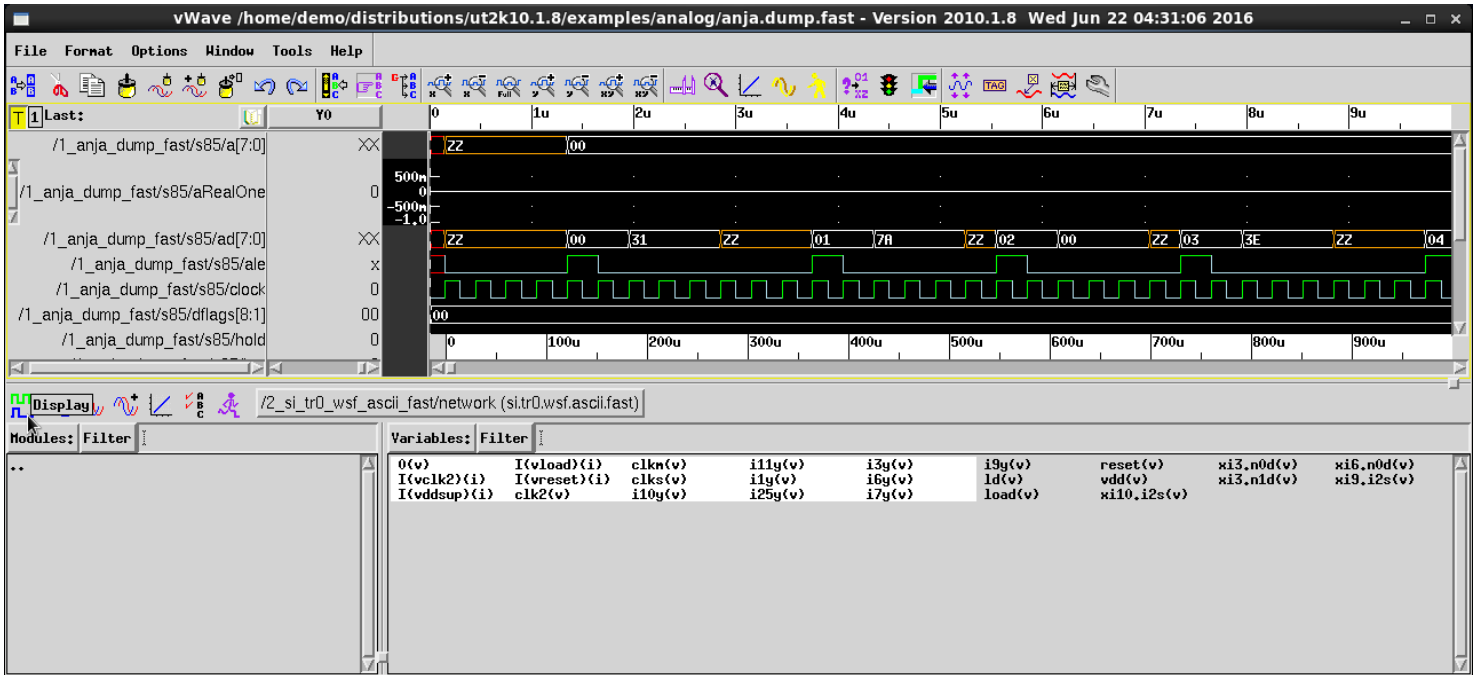 vWave /home/demo/distributions/ut2k10.1.8/examples/analog/anja.dump.fast - Version 2010.1.8 Wed Jun 22 04:31:06 2016
File Format Options Window Tools Help
T 1 Last: Y0 0 1u 2u 3u 4u 5u 6u 7u 8u 9u
/1_anja_dump_fast/s85/a[7:0] XX ZZ 00
500m
/1_anja_dump_fast/s85/aRealOne 0 0
-500m
-1.0
/1_anja_dump_fast/s85/ad[7:0] XX ZZ 00 31 ZZ 01 7A ZZ 02 00 ZZ 03 3E ZZ 04
/1_anja_dump_fast/s85/ale x
/1_anja_dump_fast/s85/clock 0
/1_anja_dump_fast/s85/dflags[8:1] 00 00
/1_anja_dump_fast/s85/hold 0 0 100u 200u 300u 400u 500u 600u 700u 800u 900u
Display /2_si_tr0_wsf_ascii_fast/network (si.tr0.wsf.ascii.fast)
Modules: Filter Variables: Filter
.. 0(v) I(vload)(i) clkm(v) i11y(v) i3y(v) i9y(v) reset(v) xi3.n0d(v) xi6.n0d(v)
I(vclk2)(i) I(vreset)(i) clks(v) i1y(v) i6y(v) ld(v) vdd(v) xi3.n1d(v) xi9.i2s(v)
I(vddsup)(i) clk2(v) i10y(v) i25y(v) i7y(v) load(v) xi10.i2s(v)